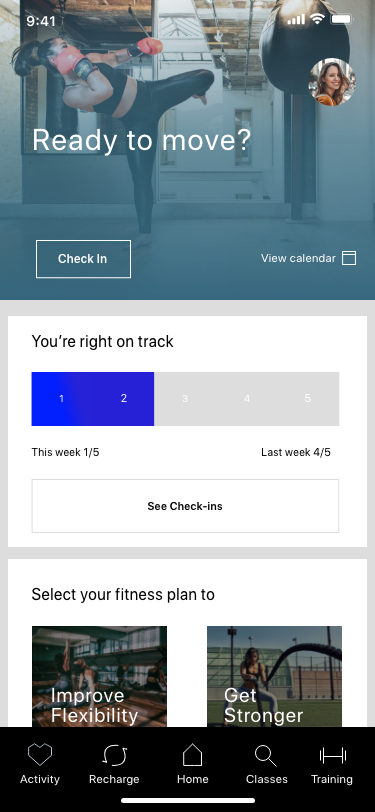 9:41
Ready to move?
Check In
View calendar
You’re right on track
1 2 3 4 5
This week 1/5 Last week 4/5
See Check-ins
Select your fitness plan to
Improve
Flexibility
Get
Stronger
Activity Recharge Home Classes Training